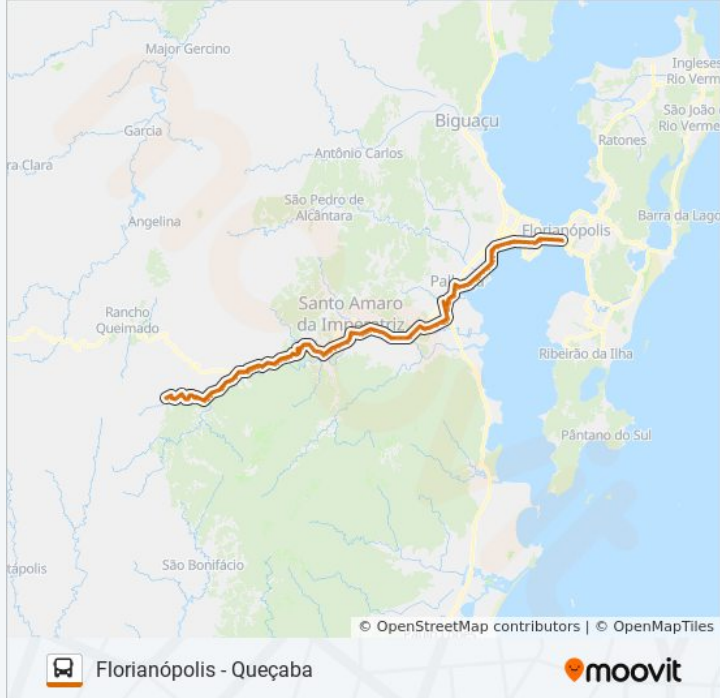 Major Gercino
Ingleses
Rio Verm
São João
Rio Verme
Biguaçu
Garcia
Ratones
Antônio Carlos
ra Clara
São Pedro de
Alcântara
Barra da Lago
Angelina
Florianópolis
Pal
Santo Amaro
da Imperatriz
Rancho
Queimado
Ribeirão da Ilha
Pântano do Sul
São Bonifácio
tápolis
© OpenStreetMap contributors | © OpenMapTiles
Florianópolis - Queçaba
moovit